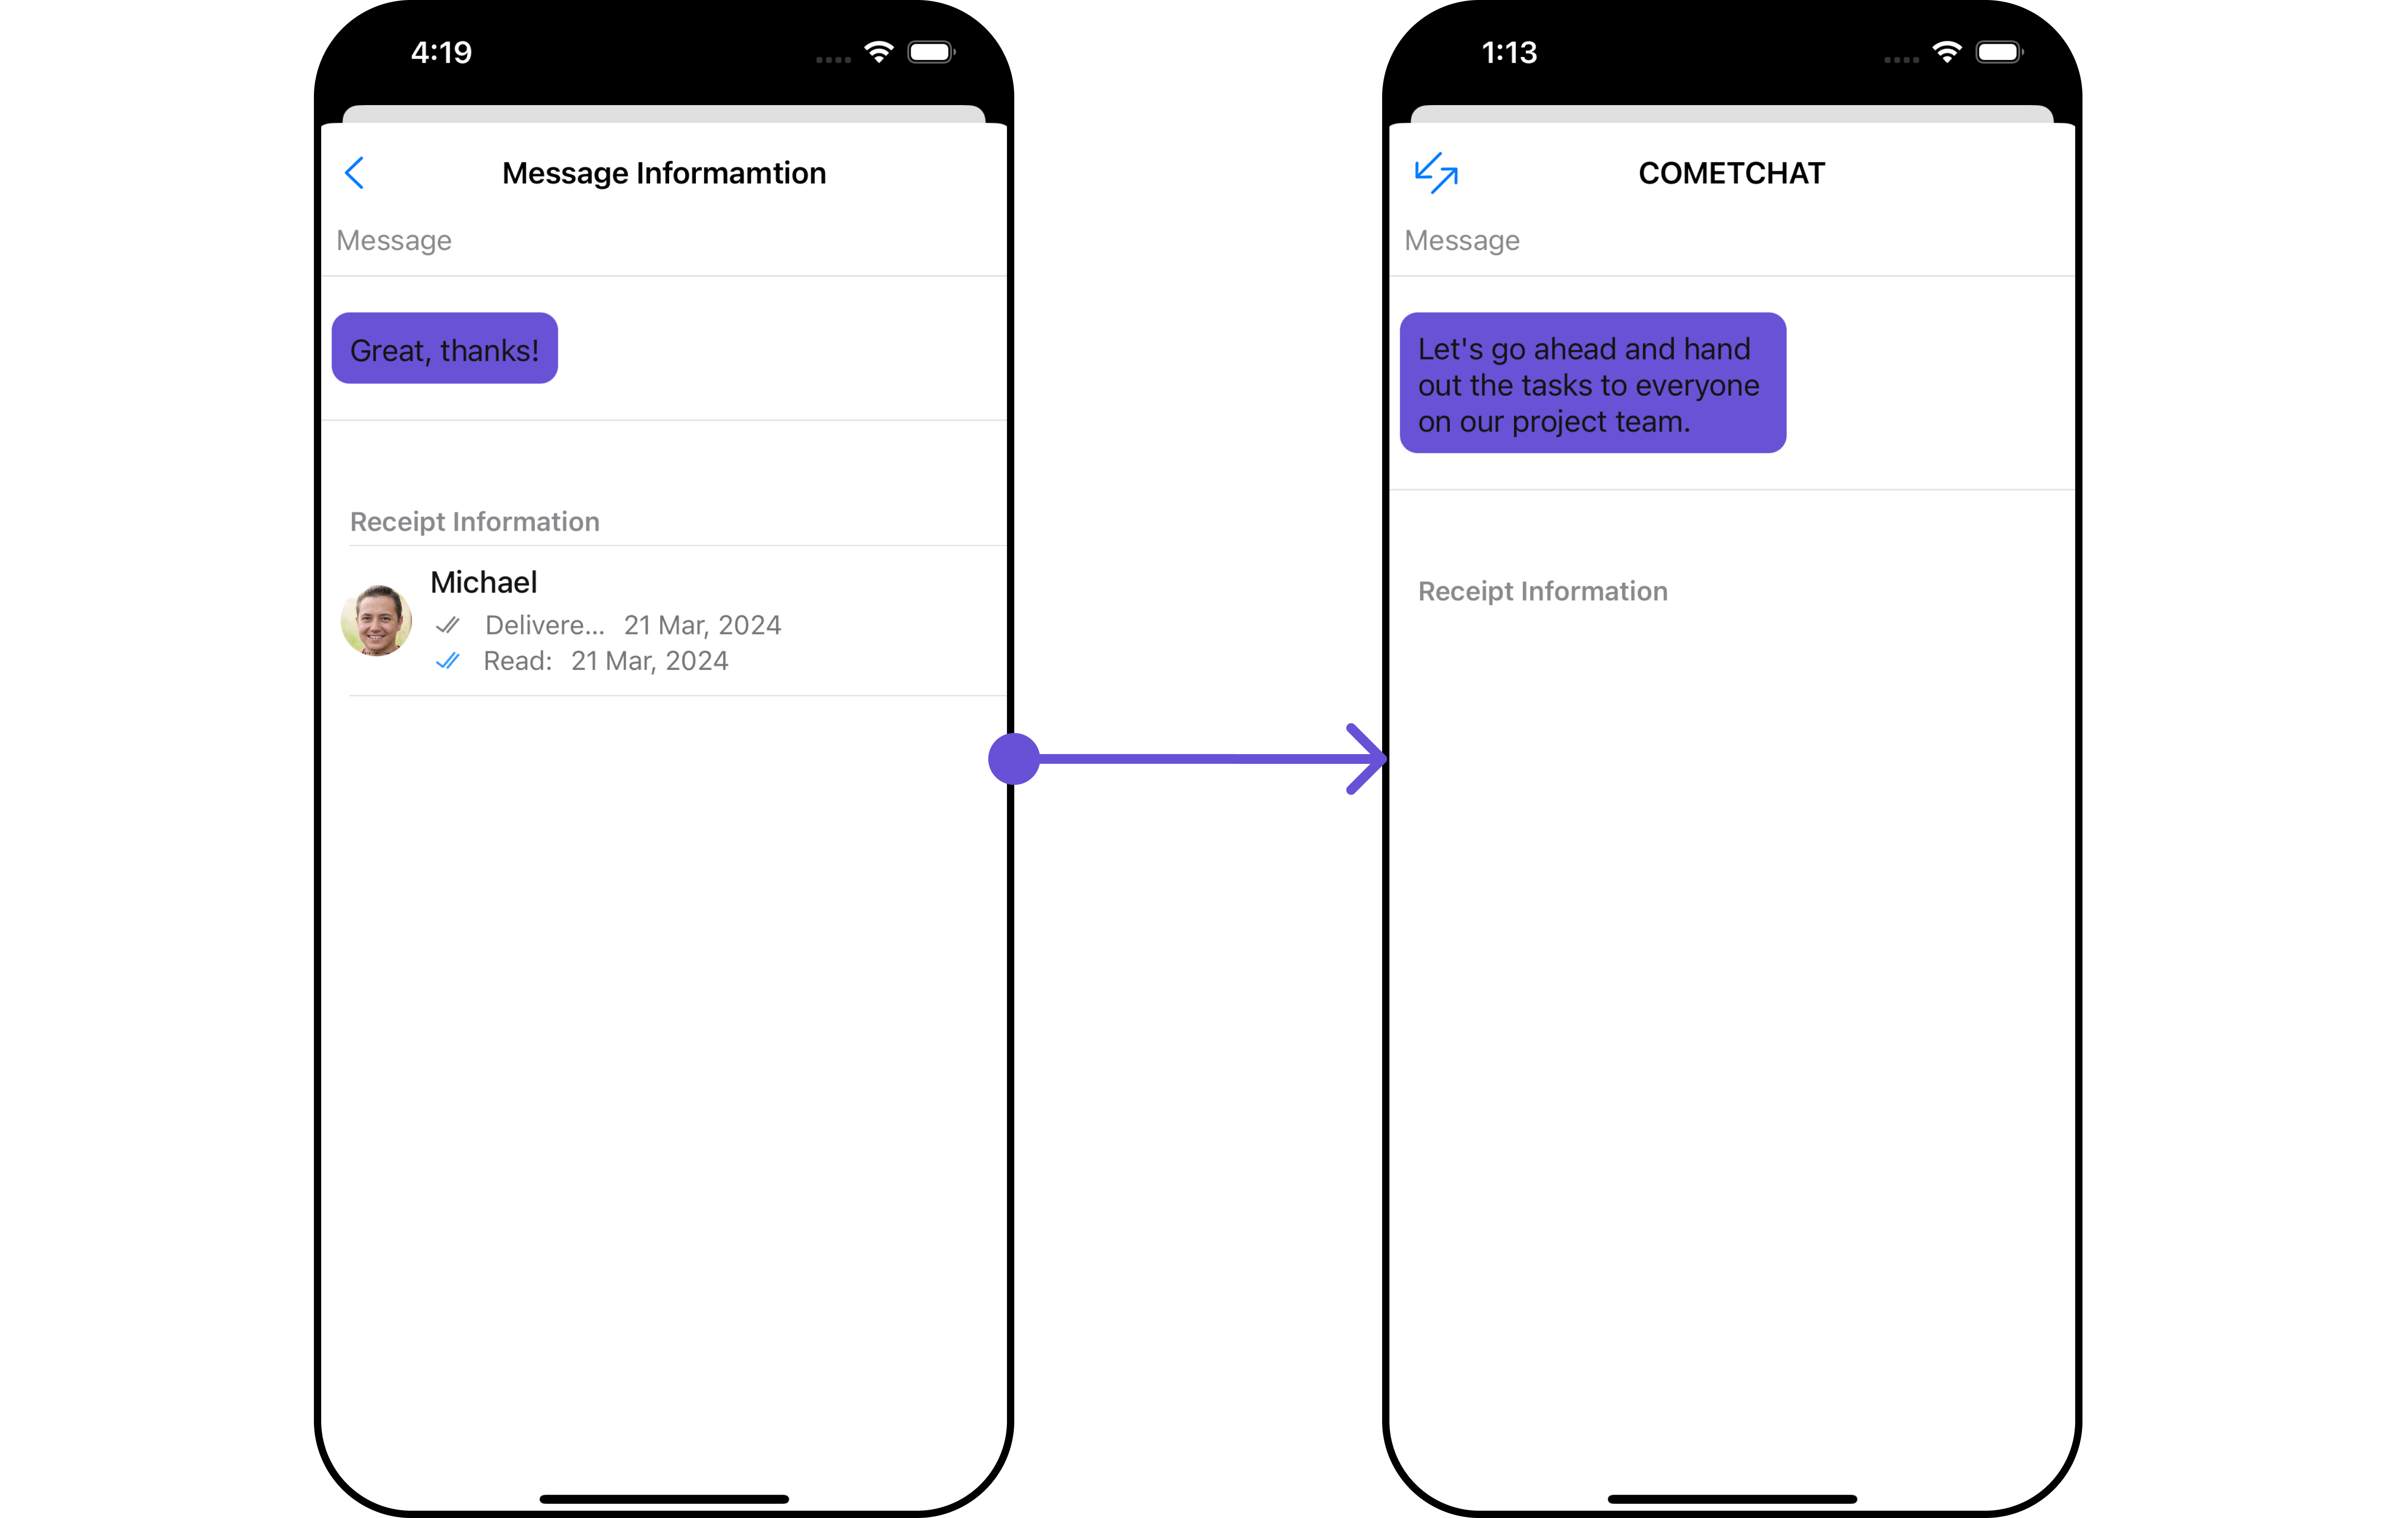 4:19
Message Informamtion
Message
Great, thanks!
Receipt Information
Michael
Delivere... 21 Mar, 2024
Read: 21 Mar, 2024
1:13
COMETCHAT
Message
Let's go ahead and hand
out the tasks to everyone
on our project team.
Receipt Information